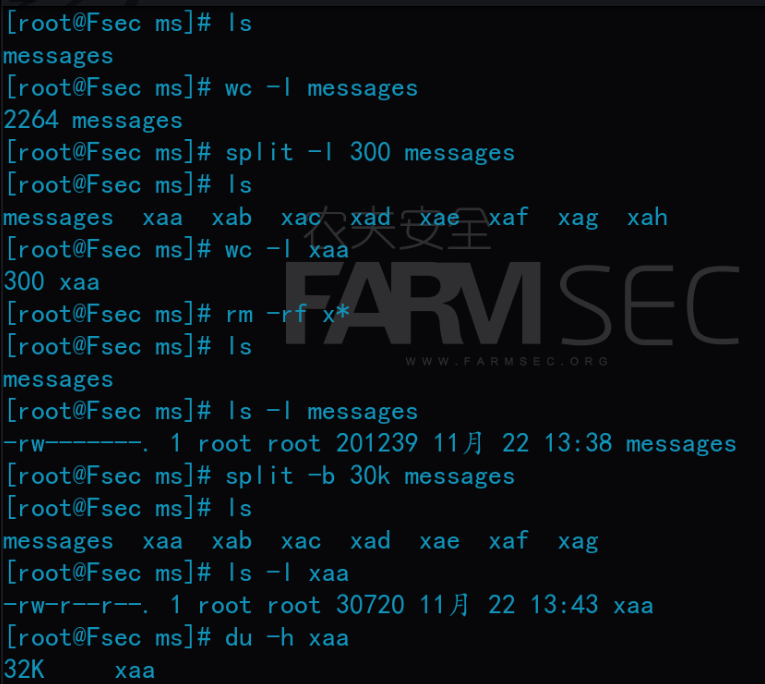 [root@Fsec ms]# ls
messages
[root@Fsec ms]# wc -l messages
2264 messages
[root@Fsec ms]# split -l 300 messages
[root@Fsec ms]# ls
messages  xaa  xab  xac  xad  xae  xaf  xag  xah
[root@Fsec ms]# wc -l xaa
300 xaa
[root@Fsec ms]# rm -rf x*
[root@Fsec ms]# ls
messages
[root@Fsec ms]# ls -l messages
-rw-------. 1 root root 201239 11月 22 13:38 messages
[root@Fsec ms]# split -b 30k messages
[root@Fsec ms]# ls
messages  xaa  xab  xac  xad  xae  xaf  xag
[root@Fsec ms]# ls -l xaa
-rw-r--r--. 1 root root 30720 11月 22 13:43 xaa
[root@Fsec ms]# du -h xaa
32K     xaa
农夫安全
FARMSEC
WWW.FARMSEC.ORG